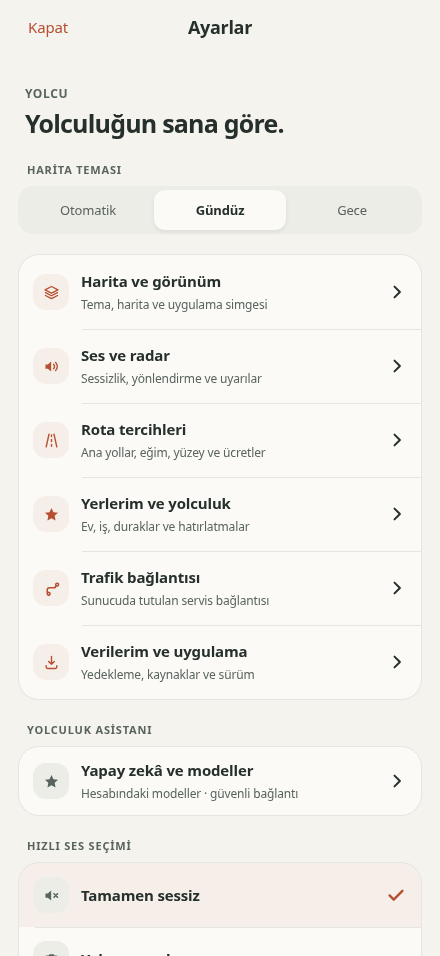 Kapat
Ayarlar
YOLCU
Yolculuğun sana göre.
HARİTA TEMASI
Otomatik
Gündüz
Gece
Harita ve görünüm
Tema, harita ve uygulama simgesi
Ses ve radar
Sessizlik, yönlendirme ve uyarılar
Rota tercihleri
Ana yollar, eğim, yüzey ve ücretler
Yerlerim ve yolculuk
Ev, iş, duraklar ve hatırlatmalar
Trafik bağlantısı
Sunucuda tutulan servis bağlantısı
Verilerim ve uygulama
Yedekleme, kaynaklar ve sürüm
YOLCULUK ASİSTANI
Yapay zekâ ve modeller
Hesabındaki modeller · güvenli bağlantı
HIZLI SES SEÇİMİ
Tamamen sessiz